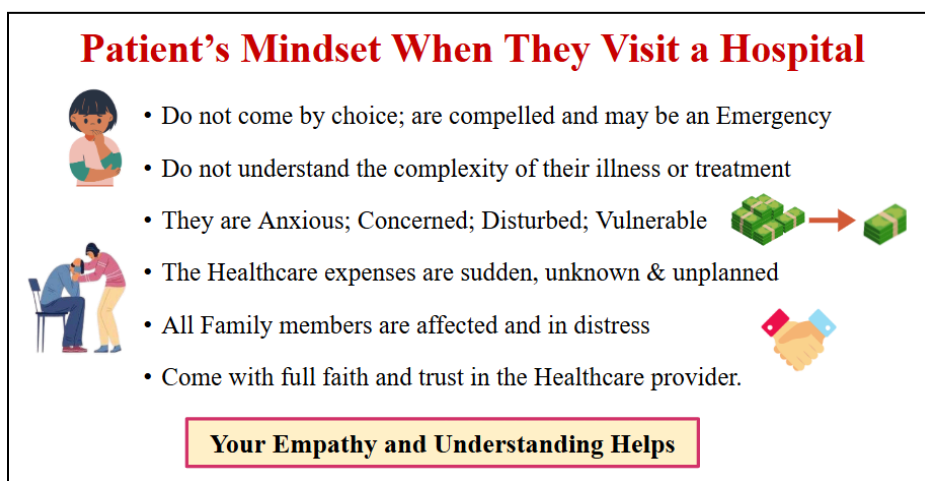 Patient’s Mindset When They Visit a Hospital
• Do not come by choice; are compelled and may be an Emergency
• Do not understand the complexity of their illness or treatment
• They are Anxious; Concerned; Disturbed; Vulnerable
• The Healthcare expenses are sudden, unknown & unplanned
• All Family members are affected and in distress
• Come with full faith and trust in the Healthcare provider.
Your Empathy and Understanding Helps